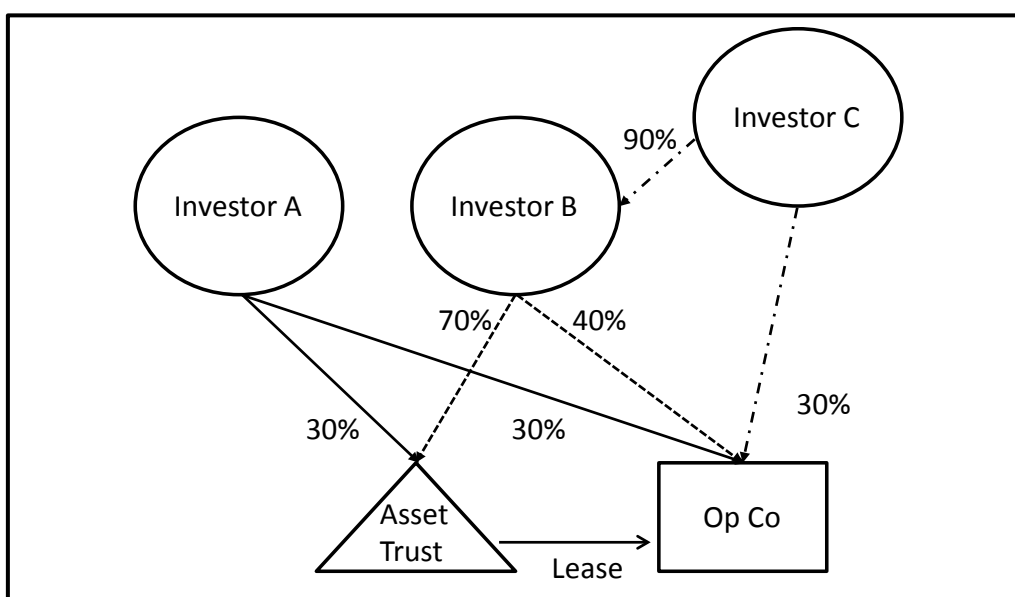 Investor C
90%
Investor A
Investor B
70%
40%
30%
30%
30%
Asset
Trust
Op Co
Lease